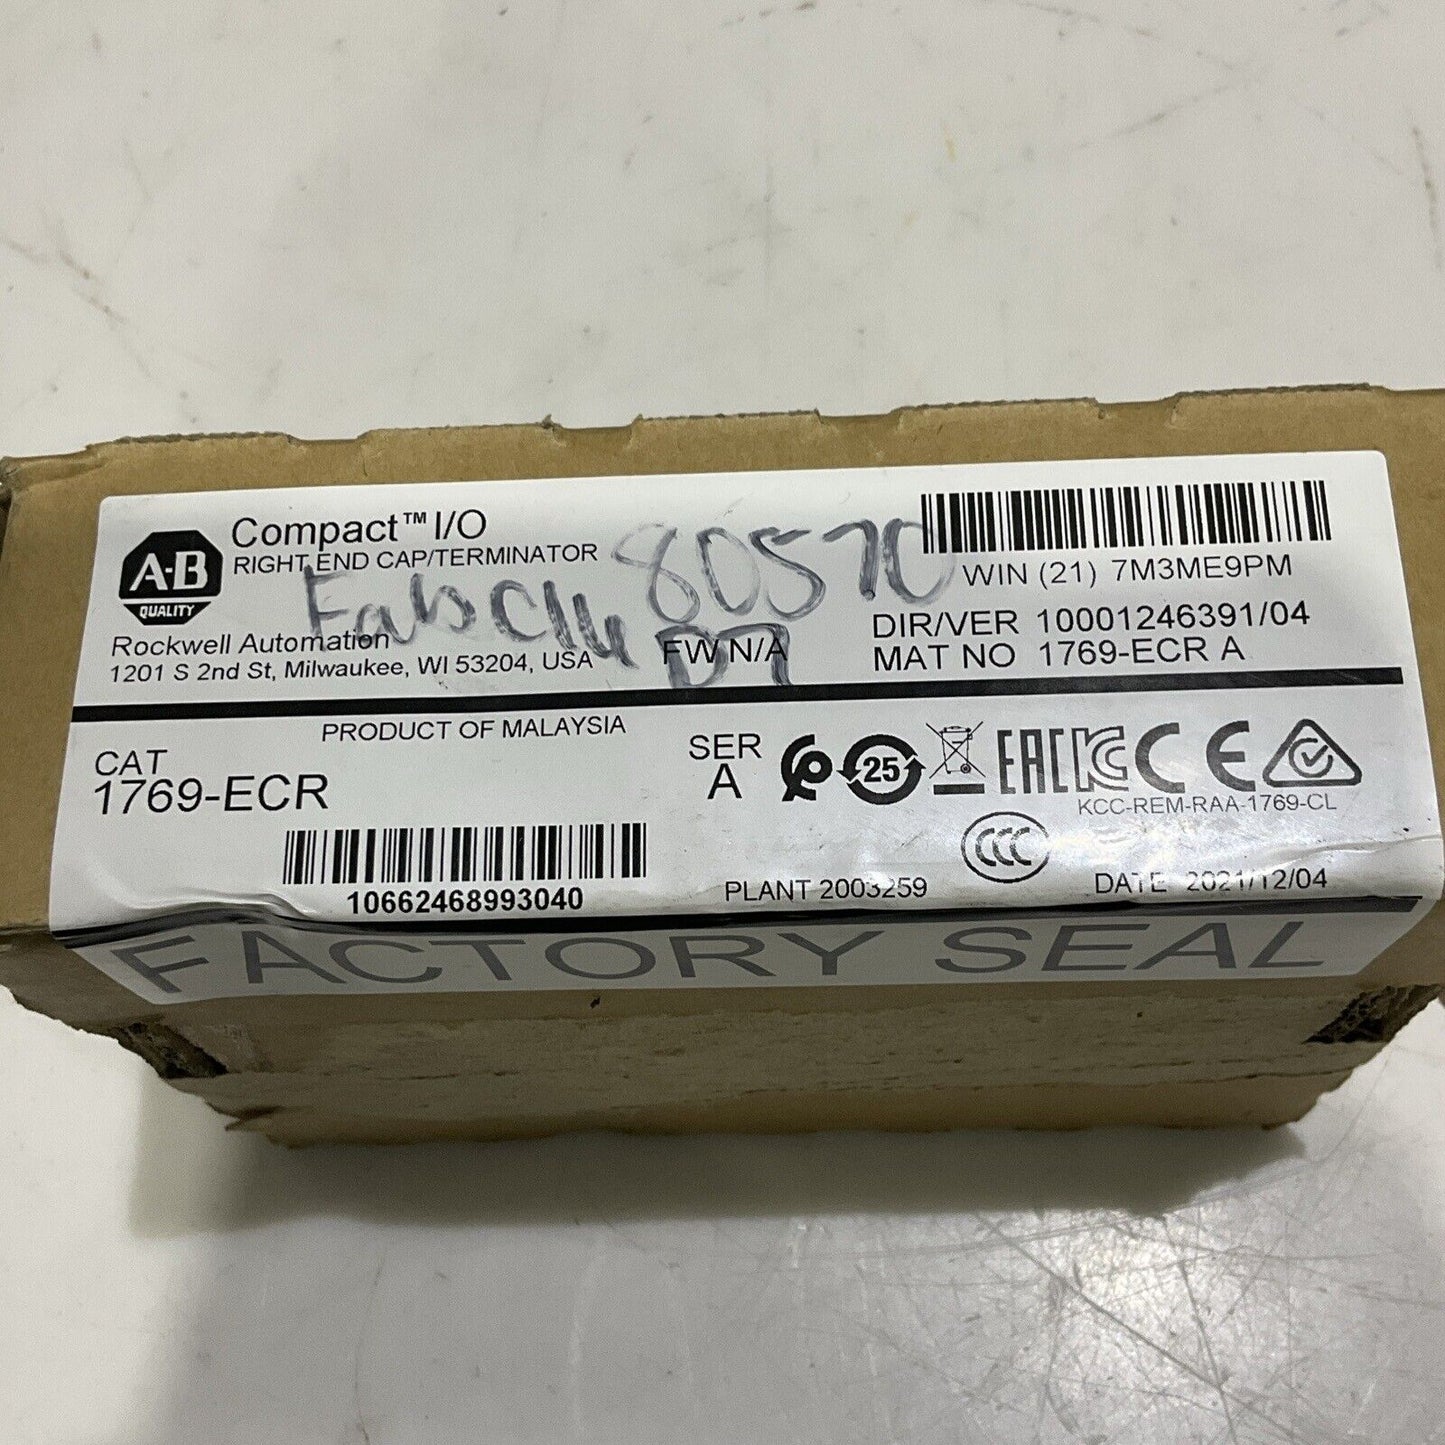 Compact™ I/O
RIGHT END CAP/TERMINATOR
A-B
QUALITY
Rockwell Automation
1201 S 2nd St, Milwaukee, WI 53204, USA
80570
FW N/A
WIN (21) 7M3ME9PM
DIR/VER 10001246391/04
MAT NO 1769-ECR A
PRODUCT OF MALAYSIA
CAT
1769-ECR
SER
A
25
EAC
CE
KCC-REM-RAA-1769-CL
CCC
10662468993040
PLANT 2003259
DATE 2021/12/04
FACTORY SEAL